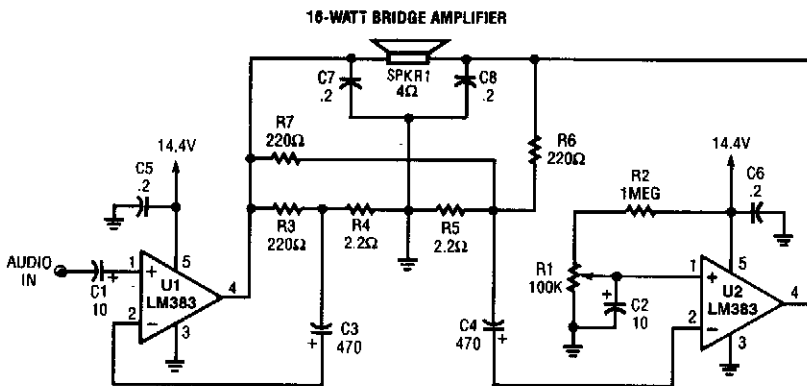 16-WATT BRIDGE AMPLIFIER
SPKR1
4Ω
C7
.2
C8
.2
R7
220Ω
R6
220Ω
14.4V
14.4V
C5
.2
R2
1MEG
C6
.2
R3
220Ω
R4
2.2Ω
R5
2.2Ω
AUDIO
IN
C1
10
+
1
+
5
U1
LM383
4
2
−
3
C3
470
+
C4
470
+
R1
100K
+
C2
10
1
+
5
U2
LM383
4
2
−
3